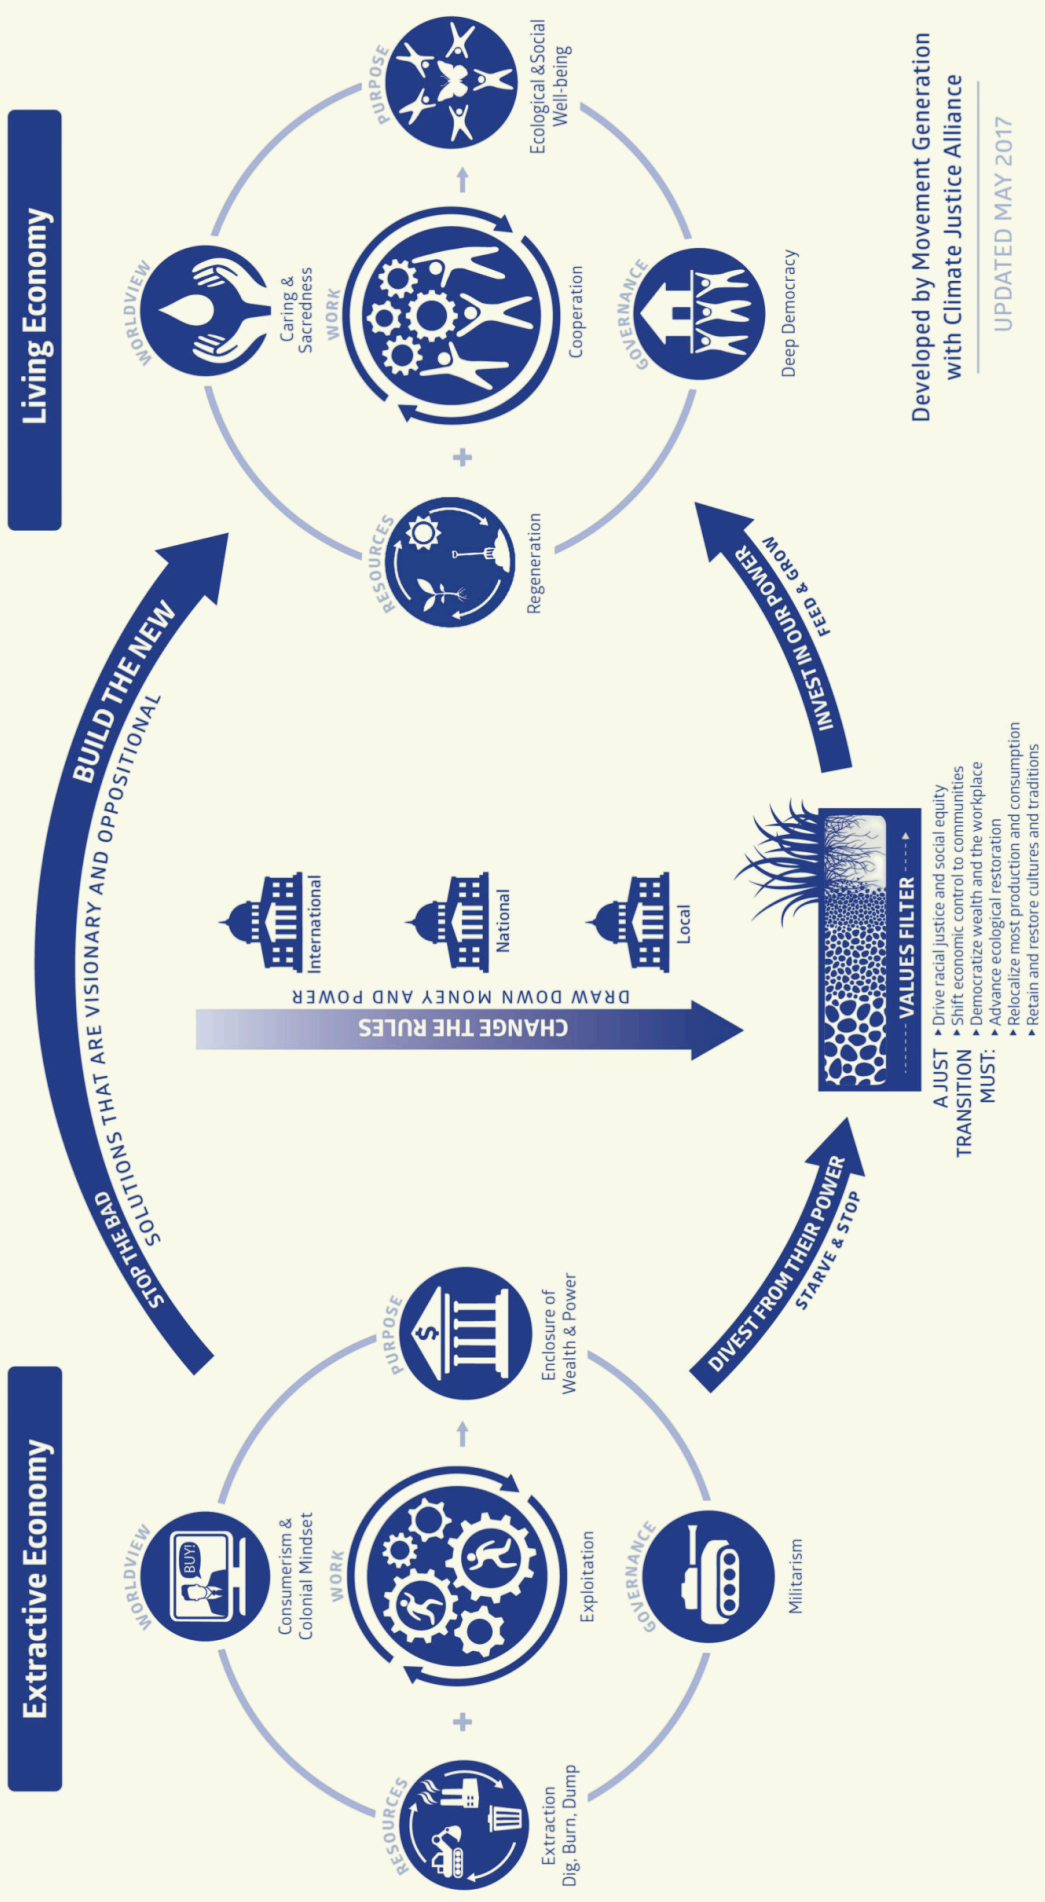 Extractive Economy
WORLDVIEW
BUY!
Consumerism &
Colonial Mindset
RESOURCES
Extraction
Dig, Burn, Dump
+
WORK
Exploitation
PURPOSE
$
Enclosure of
Wealth & Power
GOVERNANCE
Militarism
STOP THE BAD
BUILD THE NEW
SOLUTIONS THAT ARE VISIONARY AND OPPOSITIONAL
CHANGE THE RULES
DRAW DOWN MONEY AND POWER
International
National
Local
DIVEST FROM THEIR POWER
STARVE & STOP
VALUES FILTER
INVEST IN OUR POWER
FEED & GROW
A JUST
TRANSITION
MUST:
Drive racial justice and social equity
Shift economic control to communities
Democratize wealth and the workplace
Advance ecological restoration
Relocalize most production and consumption
Retain and restore cultures and traditions
Living Economy
WORLDVIEW
Caring &
Sacredness
RESOURCES
Regeneration
+
WORK
Cooperation
PURPOSE
Ecological & Social
Well-being
GOVERNANCE
Deep Democracy
Developed by Movement Generation
with Climate Justice Alliance
UPDATED MAY 2017